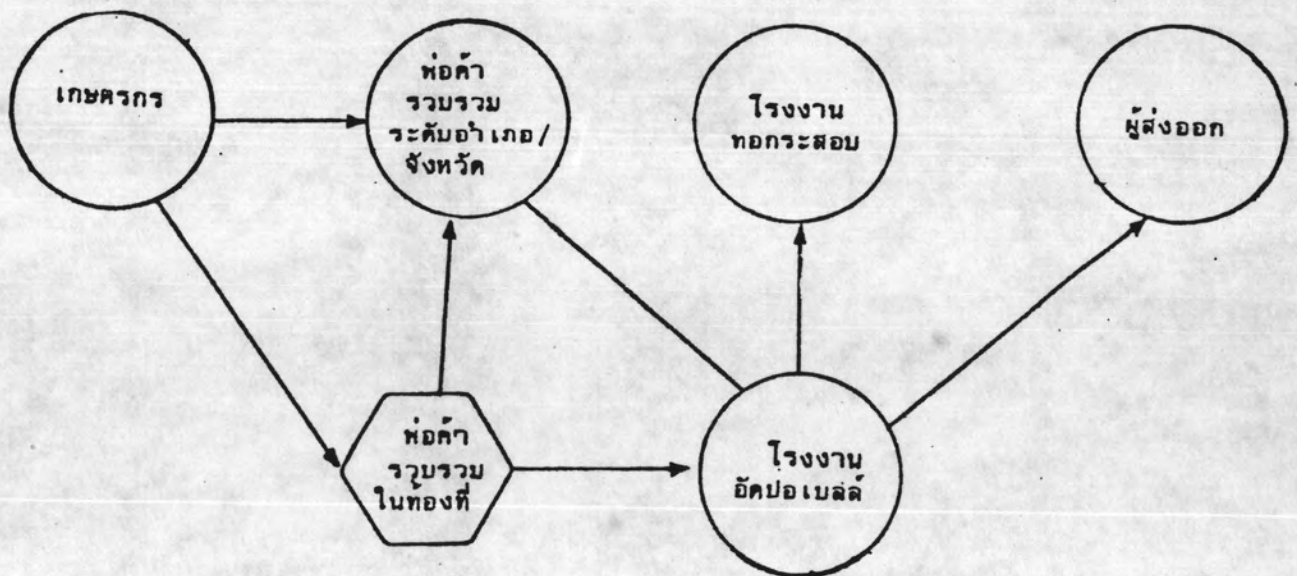 เกษตรกร
พ่อค้า
รวบรวม
ระดับอำเภอ/
จังหวัด
โรงงาน
ทอกระสอบ
ผู้ส่งออก
พ่อค้า
รวบรวม
ในท้องที่
โรงงาน
อัดปอเบล์ล์